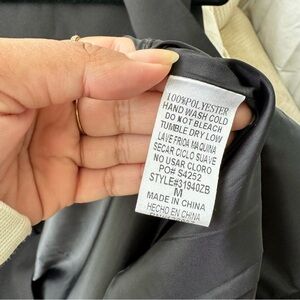 100%POLYESTER
HAND WASH COLD
DO NOT BLEACH
TUMBLE DRY LOW
LAVE FRIDA MAQUINA
SECAR CICLO SUAVE
NO USAR CLORO
PO# S4252
STYLE#31940ZB
M
MADE IN CHINA
HECHO EN CHINA